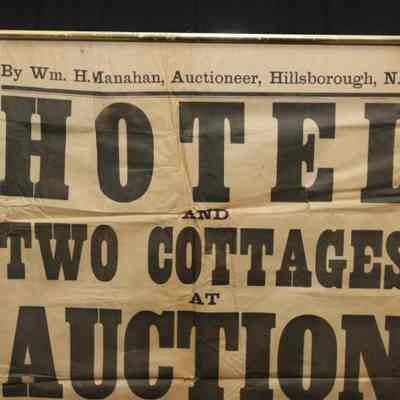 By Wm. H. Manahan, Auctioneer, Hillsborough, N.
HOTEL
AND
TWO COTTAGES
AT
AUCTION